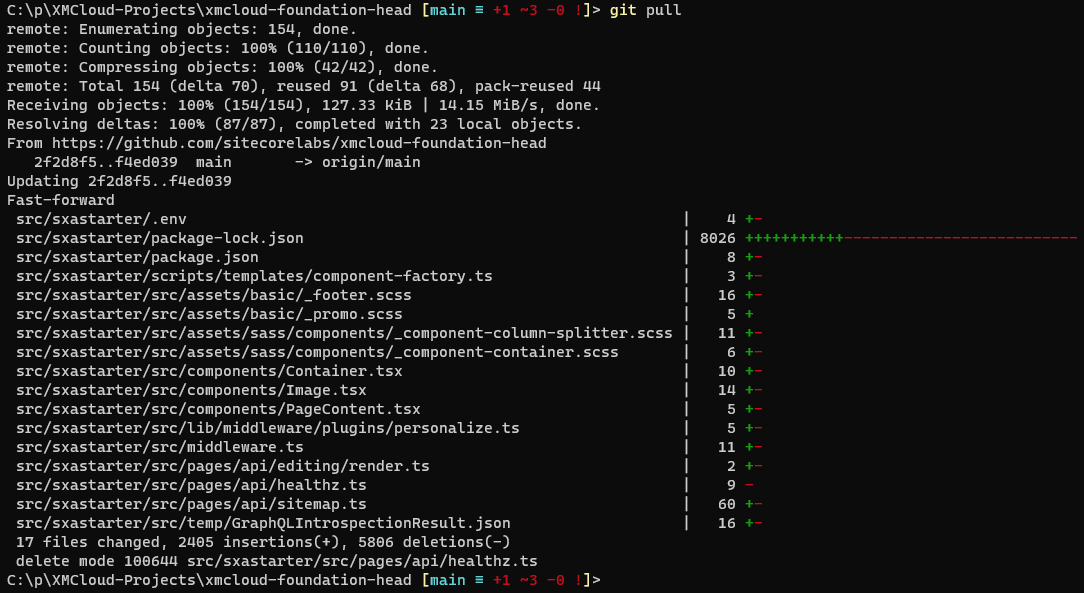 C:\p\XMCloud-Projects\xmcloud-foundation-head [main ≡ +1 ~3 -0 !]> git pull
remote: Enumerating objects: 154, done.
remote: Counting objects: 100% (110/110), done.
remote: Compressing objects: 100% (42/42), done.
remote: Total 154 (delta 70), reused 91 (delta 68), pack-reused 44
Receiving objects: 100% (154/154), 127.33 KiB | 14.15 MiB/s, done.
Resolving deltas: 100% (87/87), completed with 23 local objects.
From https://github.com/sitecorelabs/xmcloud-foundation-head
   2f2d8f5..f4ed039  main       -> origin/main
Updating 2f2d8f5..f4ed039
Fast-forward
 src/sxastarter/.env                                                       |    4 +-
 src/sxastarter/package-lock.json                                          | 8026 +++++++++++--------------------------
 src/sxastarter/package.json                                               |    8 +-
 src/sxastarter/scripts/templates/component-factory.ts                     |    3 +-
 src/sxastarter/src/assets/basic/_footer.scss                              |   16 +-
 src/sxastarter/src/assets/basic/_promo.scss                               |    5 +
 src/sxastarter/src/assets/sass/components/_component-column-splitter.scss |   11 +-
 src/sxastarter/src/assets/sass/components/_component-container.scss       |    6 +-
 src/sxastarter/src/components/Container.tsx                               |   10 +-
 src/sxastarter/src/components/Image.tsx                                   |   14 +-
 src/sxastarter/src/components/PageContent.tsx                             |    5 +-
 src/sxastarter/src/lib/middleware/plugins/personalize.ts                  |    5 +-
 src/sxastarter/src/middleware.ts                                          |   11 +-
 src/sxastarter/src/pages/api/editing/render.ts                            |    2 +-
 src/sxastarter/src/pages/api/healthz.ts                                   |    9 -
 src/sxastarter/src/pages/api/sitemap.ts                                   |   60 +-
 src/sxastarter/src/temp/GraphQLIntrospectionResult.json                   |   16 +-
 17 files changed, 2405 insertions(+), 5806 deletions(-)
 delete mode 100644 src/sxastarter/src/pages/api/healthz.ts
C:\p\XMCloud-Projects\xmcloud-foundation-head [main ≡ +1 ~3 -0 !]>